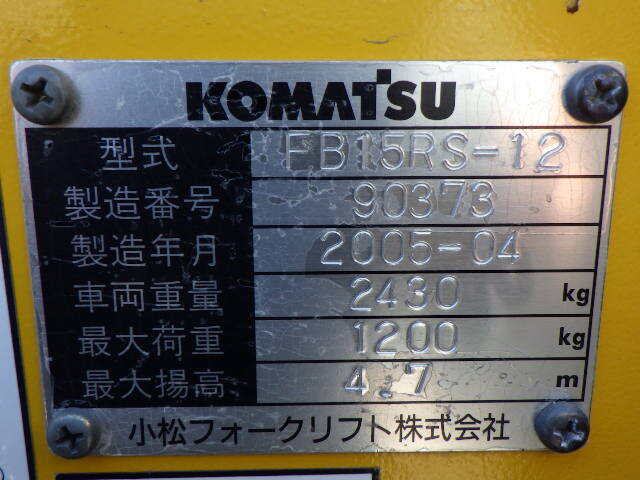 KOMATSU
型式 FB15RS-12
製造番号 90373
製造年月 2005-04
車両重量 2430 kg
最大荷重 1200 kg
最大揚高 4.7 m
小松フォークリフト株式会社